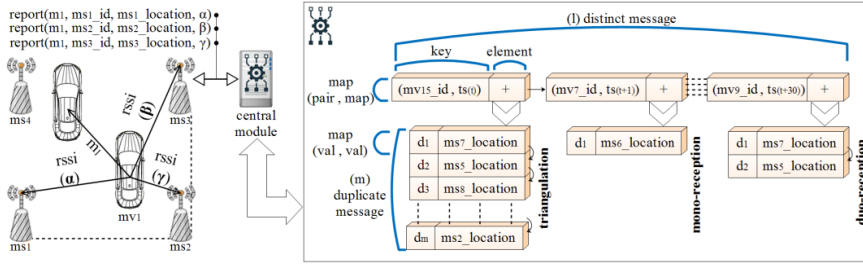 report(m1, ms1_id, ms1_location, α)
report(m1, ms2_id, ms2_location, β)
report(m1, ms3_id, ms3_location, γ)
ms4
rssi
(β)
ms3
central
module
m1
rssi
(α)
rssi
(γ)
mv1
ms1
ms2
(l) distinct message
key
element
map
(pair , map)
(mv15_id , ts(t))
+
(mv7_id , ts(t+1))
+
(mv9_id , ts(t+30))
+
map
(val , val)
d1 ms7_location
d2 ms5_location
d3 ms8_location
dm ms2_location
(m)
duplicate
message
triangulation
d1 ms6_location
mono-reception
d1 ms7_location
d2 ms5_location
duo-reception